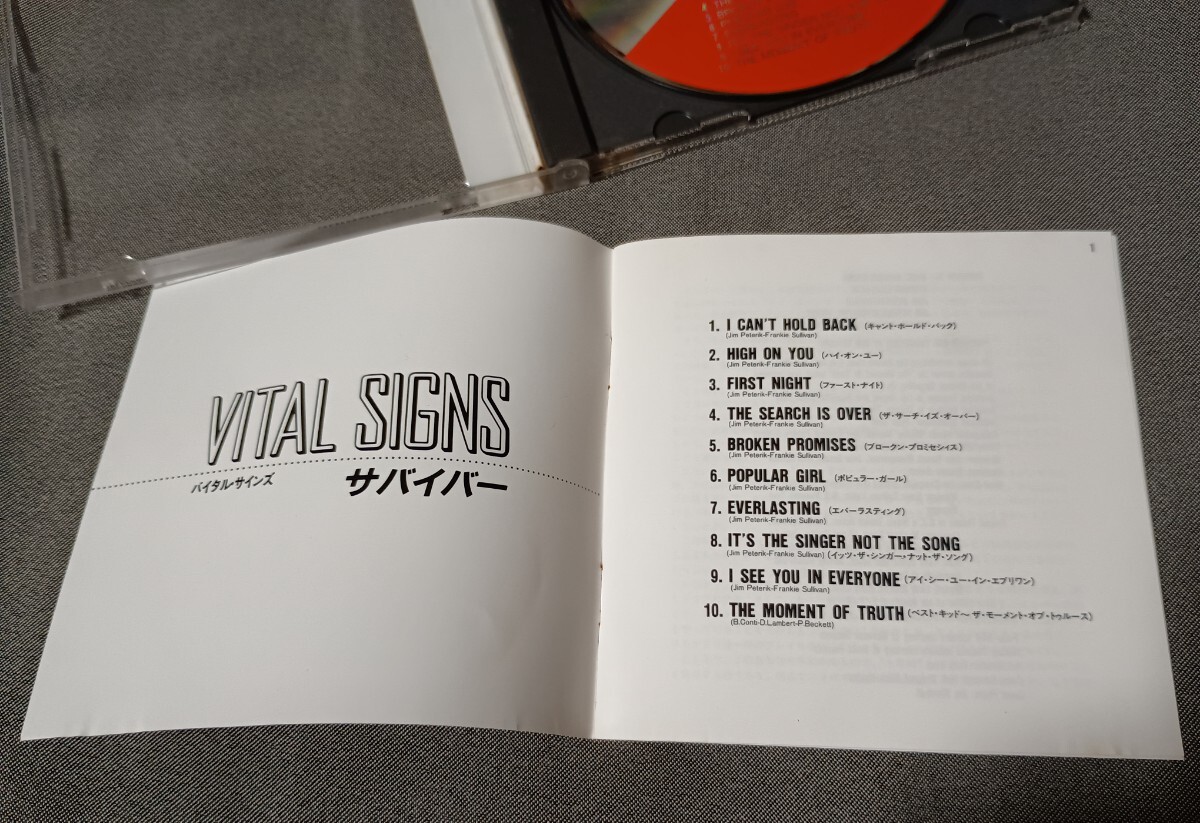 VITAL SIGNS
バイタル・サインズ
サバイバー
1
1. I CAN'T HOLD BACK (キャント・ホールド・バック)
(Jim Peterik-Frankie Sullivan)
2. HIGH ON YOU (ハイ・オン・ユー)
(Jim Peterik-Frankie Sullivan)
3. FIRST NIGHT (ファースト・ナイト)
(Jim Peterik-Frankie Sullivan)
4. THE SEARCH IS OVER (ザ・サーチ・イズ・オーバー)
(Jim Peterik-Frankie Sullivan)
5. BROKEN PROMISES (ブロークン・プロミセシイス)
(Jim Peterik-Frankie Sullivan)
6. POPULAR GIRL (ポピュラー・ガール)
(Jim Peterik-Frankie Sullivan)
7. EVERLASTING (エバーラスティング)
(Jim Peterik-Frankie Sullivan)
8. IT'S THE SINGER NOT THE SONG
(Jim Peterik-Frankie Sullivan) (イッツ・ザ・シンガー・ナット・ザ・ソング)
9. I SEE YOU IN EVERYONE (アイ・シー・ユー・イン・エブリワン)
(Jim Peterik-Frankie Sullivan)
10. THE MOMENT OF TRUTH (ベスト・キッド〜ザ・モーメント・オブ・トゥルース)
(B.Conti-D.Lambert-P.Beckett)